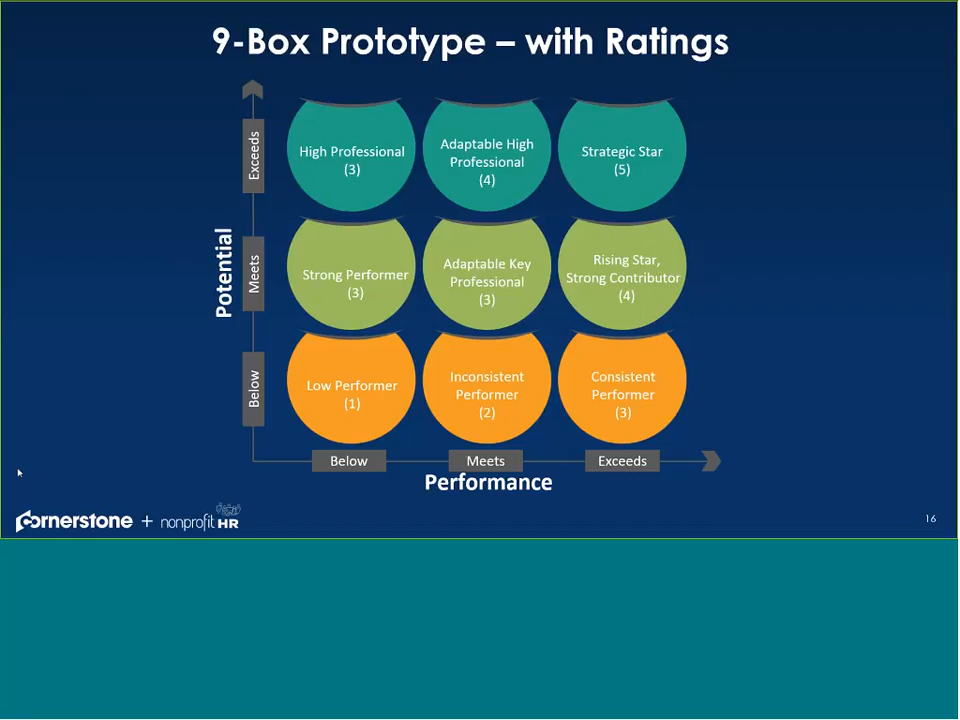 9-Box Prototype – with Ratings
Potential
Exceeds
Meets
Below
High Professional
(3)
Adaptable High
Professional
(4)
Strategic Star
(5)
Strong Performer
(3)
Adaptable Key
Professional
(3)
Rising Star,
Strong Contributor
(4)
Low Performer
(1)
Inconsistent
Performer
(2)
Consistent
Performer
(3)
Below
Meets
Exceeds
Performance
cornerstone + nonprofit HR
16